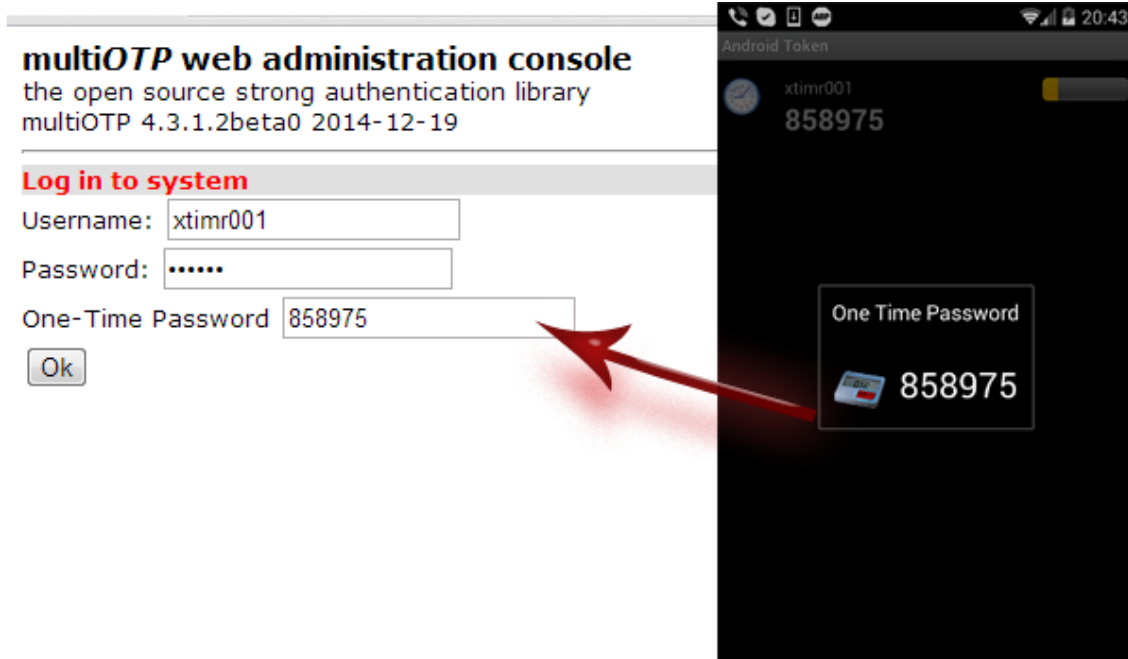 multiOTP web administration console
the open source strong authentication library
multiOTP 4.3.1.2beta0 2014-12-19
Log in to system
Username: xtimr001
Password: ••••••
One-Time Password 858975
Ok
20:43
Android Token
xtimr001
858975
One Time Password
858975